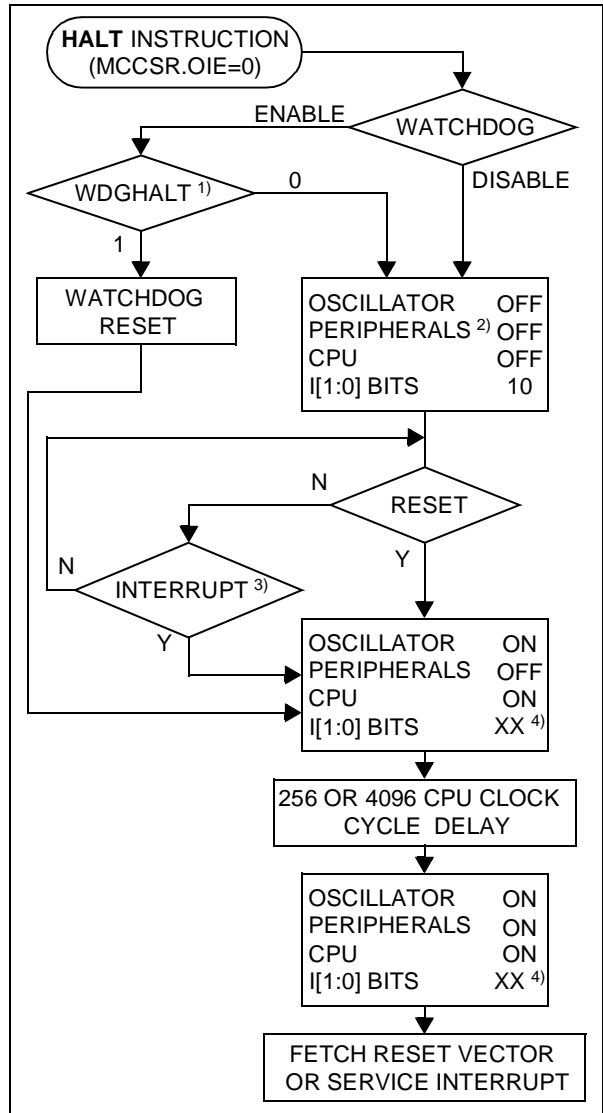 HALT INSTRUCTION
(MCCSR.OIE=0)
ENABLE
WATCHDOG
WDGHALT 1)
0
DISABLE
1
WATCHDOG
RESET
OSCILLATOR OFF
PERIPHERALS 2) OFF
CPU OFF
I[1:0] BITS 10
N
RESET
N
INTERRUPT 3)
Y
Y
OSCILLATOR ON
PERIPHERALS OFF
CPU ON
I[1:0] BITS XX 4)
256 OR 4096 CPU CLOCK
CYCLE DELAY
OSCILLATOR ON
PERIPHERALS ON
CPU ON
I[1:0] BITS XX 4)
FETCH RESET VECTOR
OR SERVICE INTERRUPT